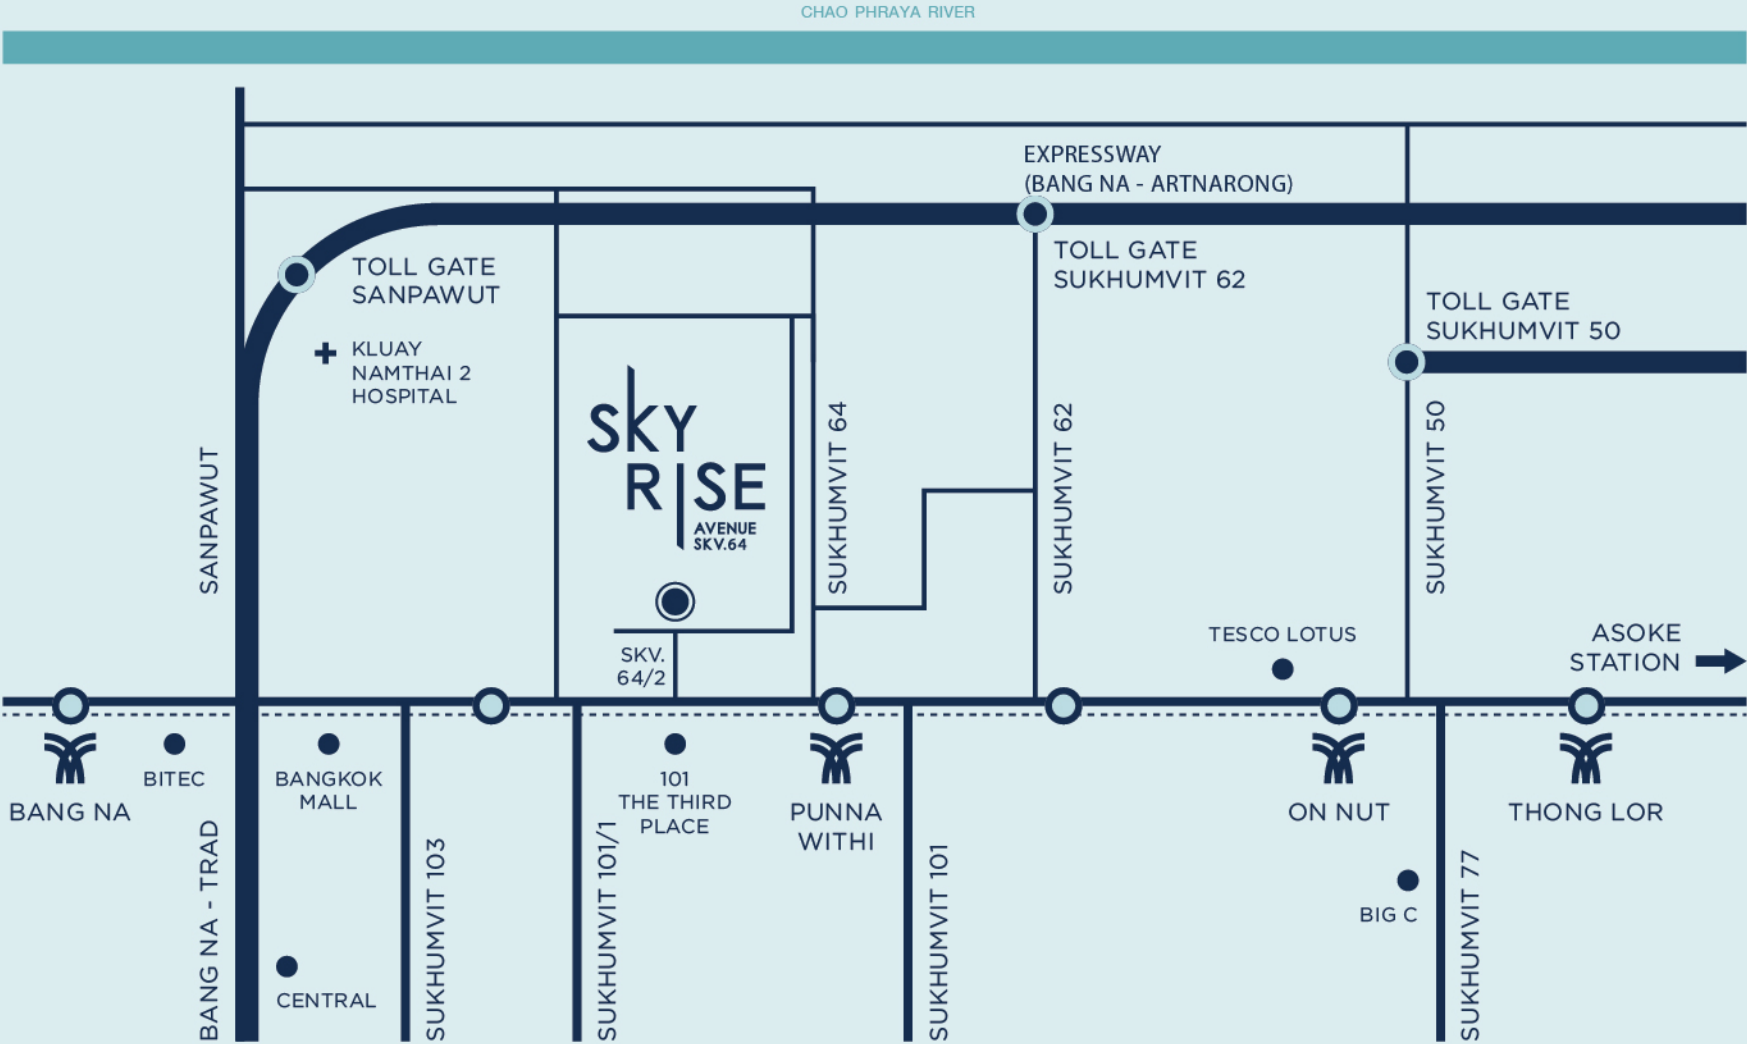 CHAO PHRAYA RIVER
EXPRESSWAY
(BANG NA - ARTNARONG)
TOLL GATE
SUKHUMVIT 62
TOLL GATE
SANPAWUT
TOLL GATE
SUKHUMVIT 50
KLUAY
NAMTHAI 2
HOSPITAL
SKY
RISE
AVENUE
SKV.64
SANPAWUT
SUKHUMVIT 64
SUKHUMVIT 62
SUKHUMVIT 50
SKV.
64/2
TESCO LOTUS
ASOKE
STATION
BANG NA
BITEC
BANGKOK
MALL
101
THE THIRD
PLACE
PUNNA
WITHI
ON NUT
THONG LOR
BIG C
CENTRAL
BANG NA - TRAD
SUKHUMVIT 103
SUKHUMVIT 101/1
SUKHUMVIT 101
SUKHUMVIT 77